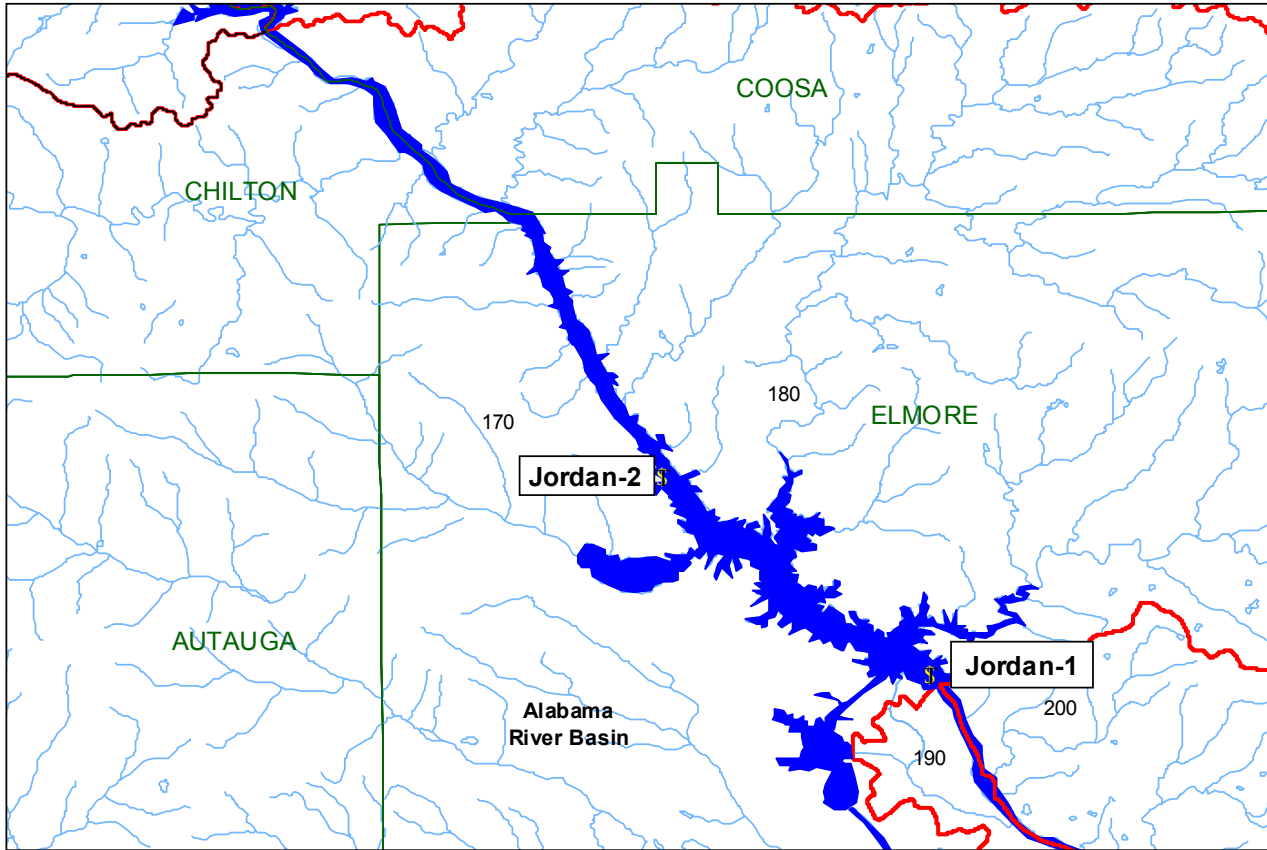 COOSA
CHILTON
180
ELMORE
170
Jordan-2
AUTAUGA
Jordan-1
200
Alabama
River Basin
190